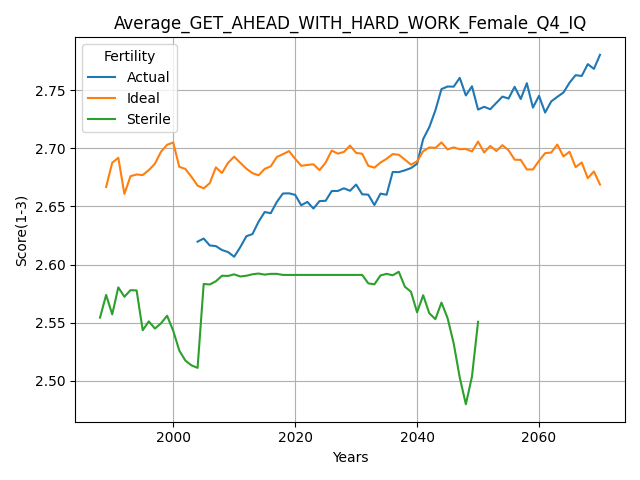 Average_GET_AHEAD_WITH_HARD_WORK_Female_Q4_IQ
Fertility
Actual
Ideal
Sterile
Score(1-3)
2.75
2.70
2.65
2.60
2.55
2.50
2000 2020 2040 2060
Years